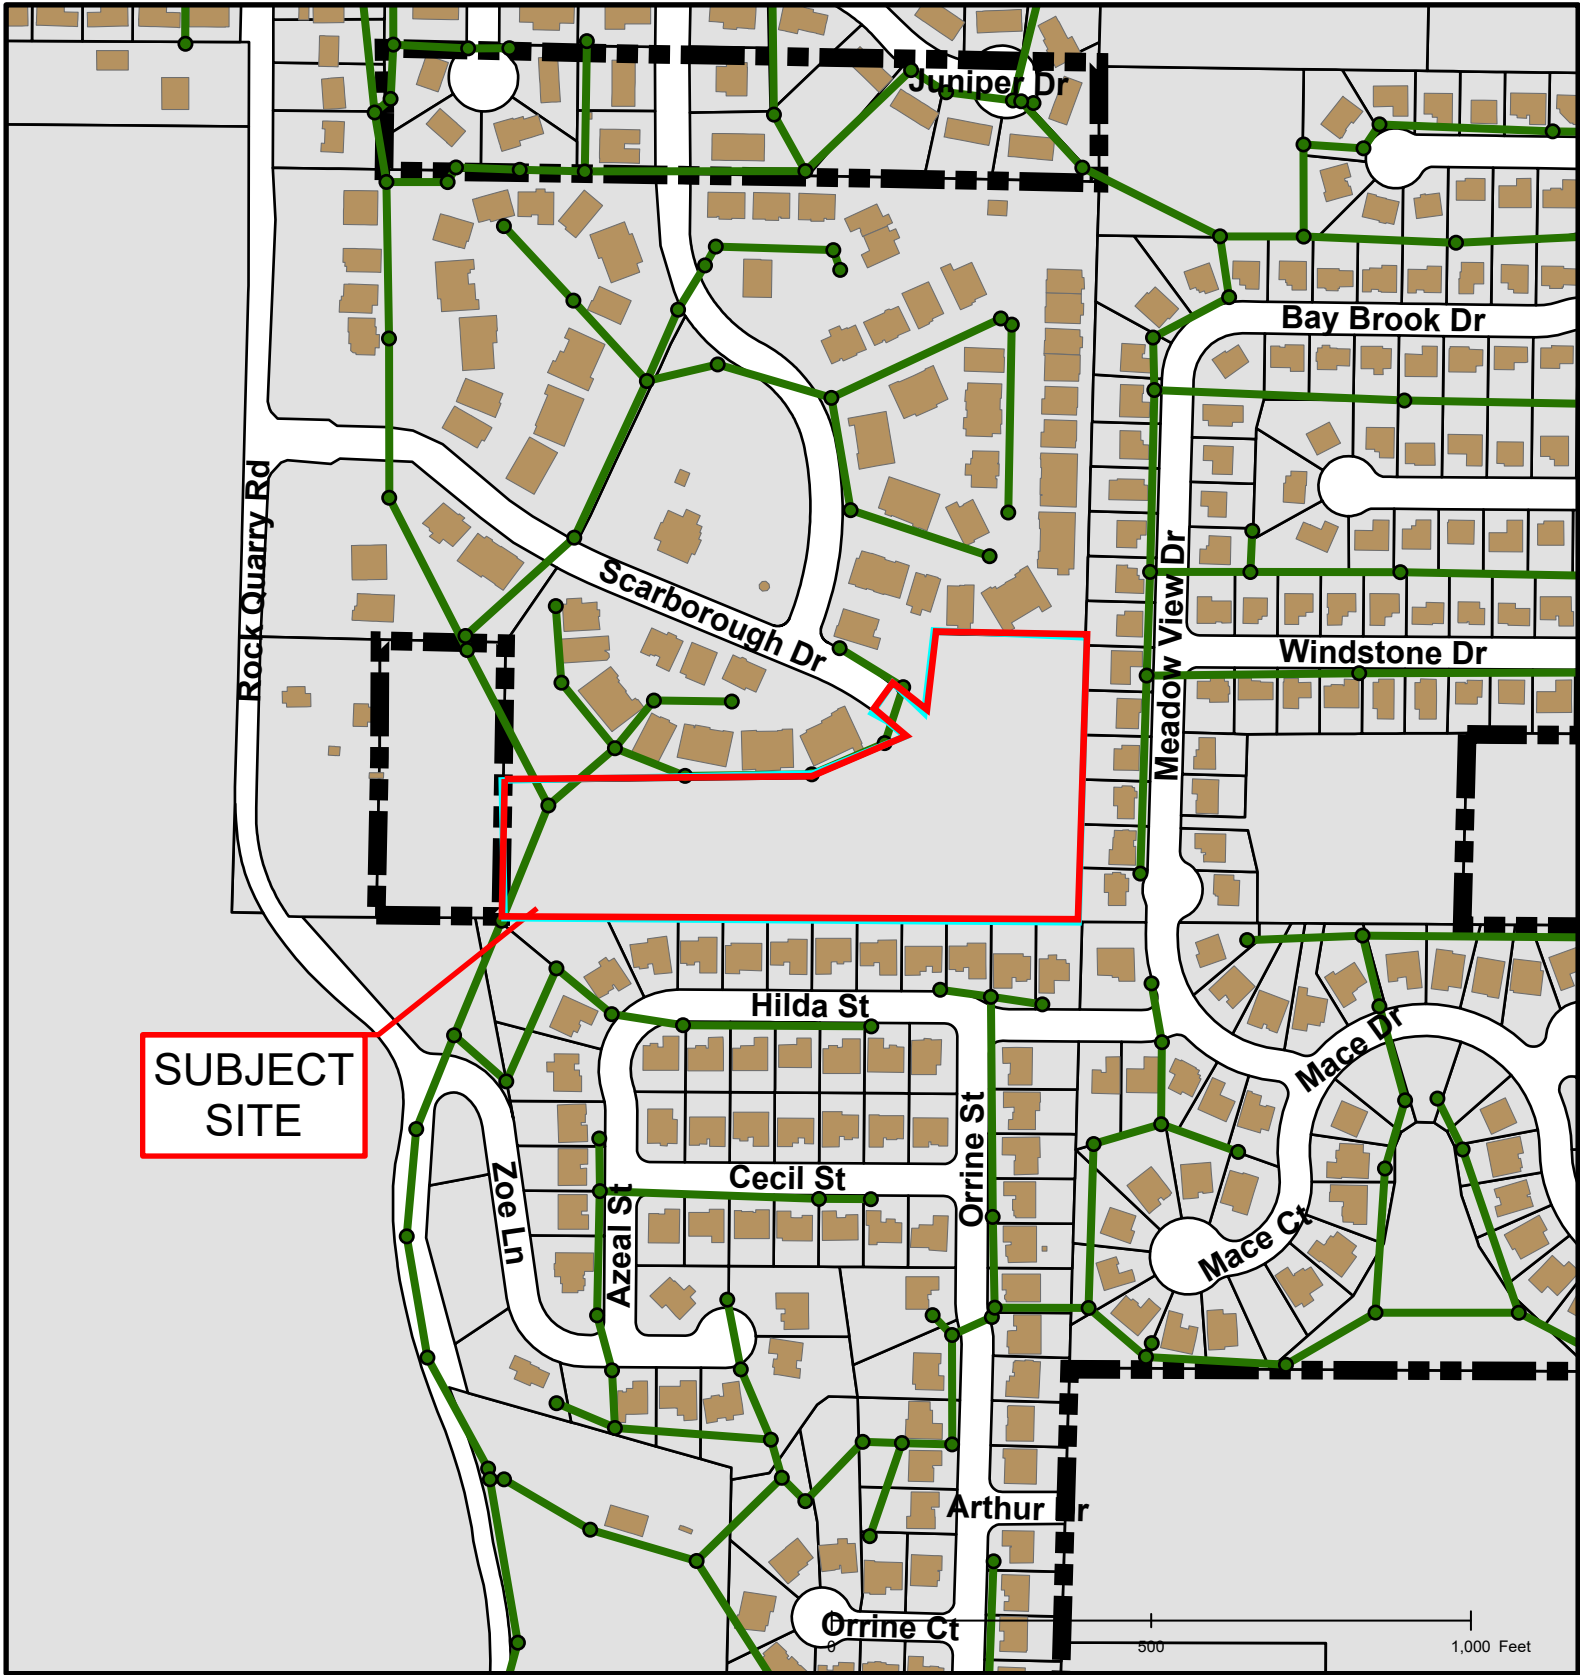 Juniper Dr
Bay Brook Dr
Rock Quarry Rd
Scarborough Dr
Meadow View Dr
Windstone Dr
SUBJECT
SITE
Hilda St
Mace Dr
Zoe Ln
Azeal St
Cecil St
Orrine St
Mace Ct
Arthur
Orrine Ct
0 500 1,000 Feet